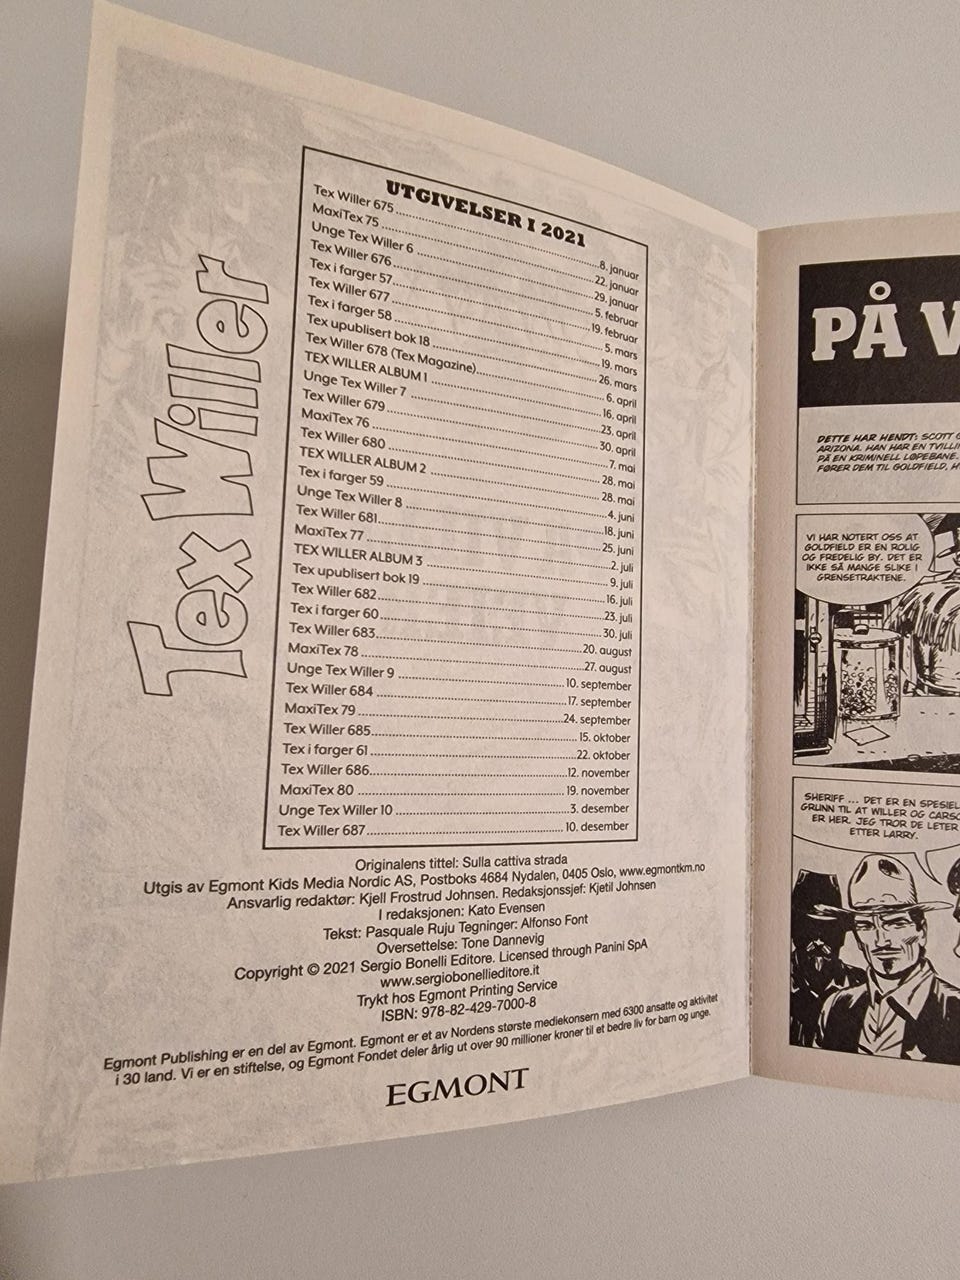 Tex Willer
UTGIVELSER I 2021
Tex Willer 675 8. januar
MaxiTex 75 22. januar
Unge Tex Willer 6 29. januar
Tex Willer 676 5. februar
Tex i farger 57 19. februar
Tex Willer 677 5. mars
Tex i farger 58 19. mars
Tex upublisert bok 18 26. mars
Tex Willer 678 (Tex Magazine) 6. april
TEX WILLER ALBUM 1 16. april
Unge Tex Willer 7 23. april
Tex Willer 679 30. april
MaxiTex 76 7. mai
Tex Willer 680 28. mai
TEX WILLER ALBUM 2 28. mai
Tex i farger 59 4. juni
Unge Tex Willer 8 18. juni
Tex Willer 681 25. juni
MaxiTex 77 2. juli
TEX WILLER ALBUM 3 9. juli
Tex upublisert bok 19 16. juli
Tex Willer 682 23. juli
Tex i farger 60 30. juli
Tex Willer 683 20. august
MaxiTex 78 27. august
Unge Tex Willer 9 10. september
Tex Willer 684 17. september
MaxiTex 79 24. september
Tex Willer 685 15. oktober
Tex i farger 61 22. oktober
Tex Willer 686 12. november
MaxiTex 80 19. november
Unge Tex Willer 10 3. desember
Tex Willer 687 10. desember
Originalens tittel: Sulla cattiva strada
Utgis av Egmont Kids Media Nordic AS, Postboks 4684 Nydalen, 0405 Oslo, www.egmontkm.no
Ansvarlig redaktør: Kjell Frostrud Johnsen. Redaksjonssjef: Kjetil Johnsen
I redaksjonen: Kato Evensen
Tekst: Pasquale Ruju Tegninger: Alfonso Font
Oversettelse: Tone Dannevig
Copyright © 2021 Sergio Bonelli Editore. Licensed through Panini SpA
www.sergiobonellieditore.it
Trykt hos Egmont Printing Service
ISBN: 978-82-429-7000-8
Egmont Publishing er en del av Egmont. Egmont er et av Nordens største mediekonsern med 6300 ansatte og aktivitet
i 30 land. Vi er en stiftelse, og Egmont Fondet deler årlig ut over 90 millioner kroner til et bedre liv for barn og unge.
EGMONT
PÅ V
DETTE HAR HENDT: SCOTT
ARIZONA. HAN HAR EN
PÅ EN KRIMINELL LØPEBANE.
FØRER DEM TIL GOLDFIELD,
VI HAR NOTERT OSS AT
GOLDFIELD ER EN ROLIG
OG FREDELIG BY. DET ER
IKKE SÅ MANGE SLIKE I
GRENSETRAKTENE.
SHERIFF ... DET ER EN SPESIEL
GRUNN TIL AT WILLER OG
ER HER. JEG TROR DE LETER
ETTER LARRY.